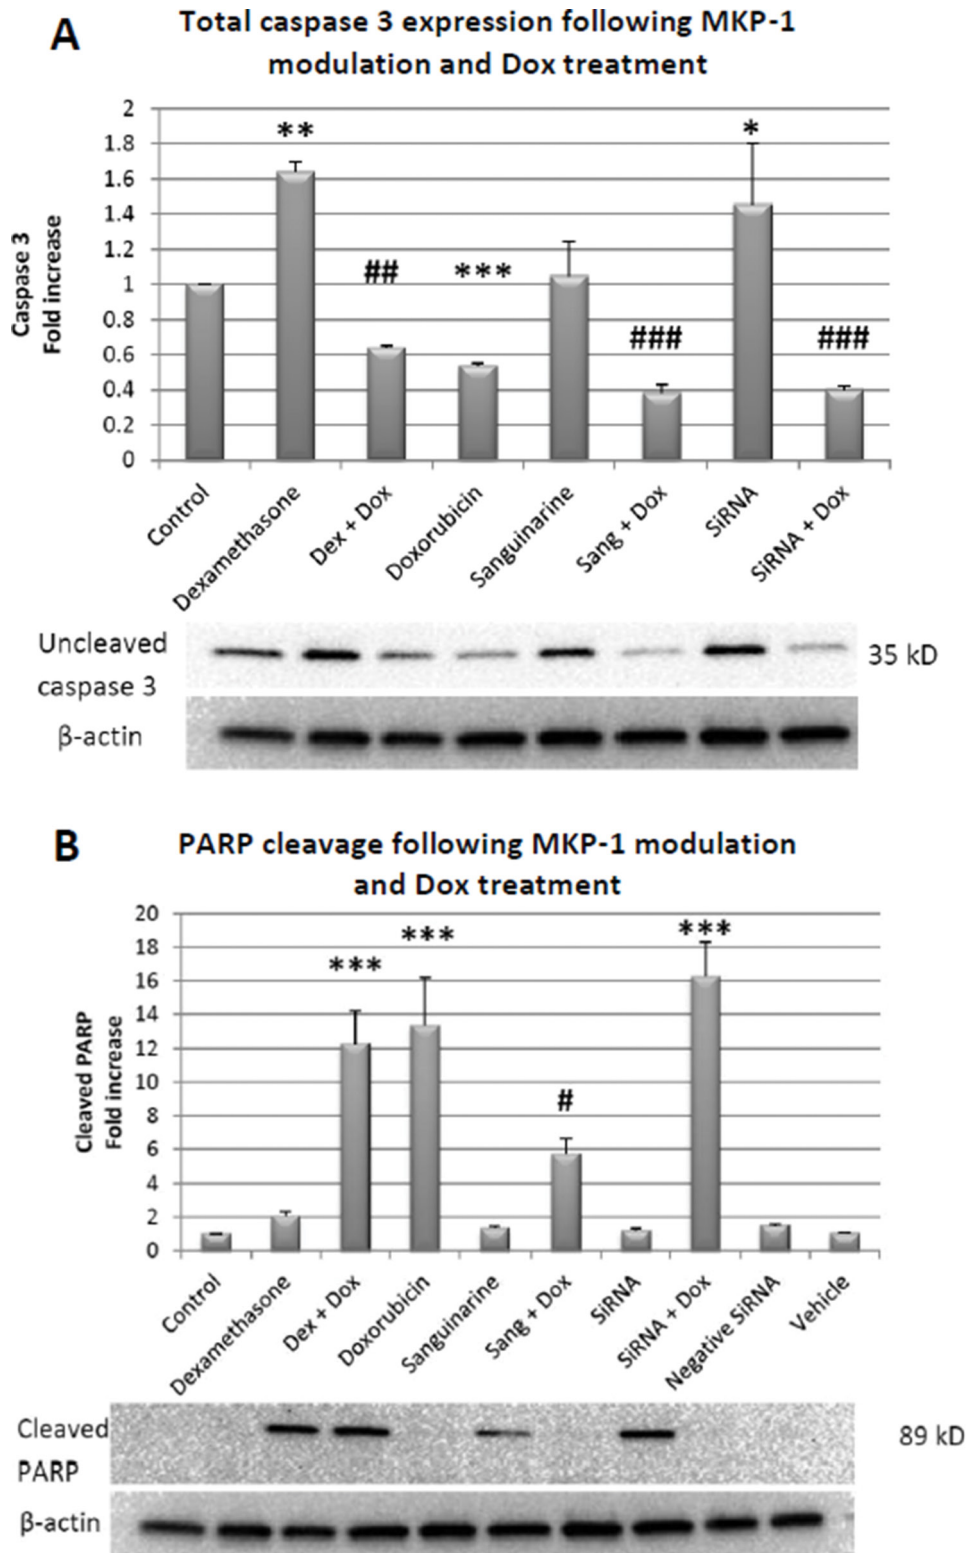 A
Total caspase 3 expression following MKP-1
modulation and Dox treatment
Caspase 3
Fold increase
2
1.8
1.6
1.4
1.2
1
0.8
0.6
0.4
0.2
0
**
##
***
###
*
###
Control
Dexamethasone
Dex + Dox
Doxorubicin
Sanguinarine
Sang + Dox
SiRNA
SiRNA + Dox
Uncleaved
caspase 3
35 kD
β-actin
B
PARP cleavage following MKP-1 modulation
and Dox treatment
Cleaved PARP
Fold increase
20
18
16
14
12
10
8
6
4
2
0
***
***
#
***
Control
Dexamethasone
Dex + Dox
Doxorubicin
Sanguinarine
Sang + Dox
SiRNA
SiRNA + Dox
Negative SiRNA
Vehicle
Cleaved
PARP
89 kD
β-actin